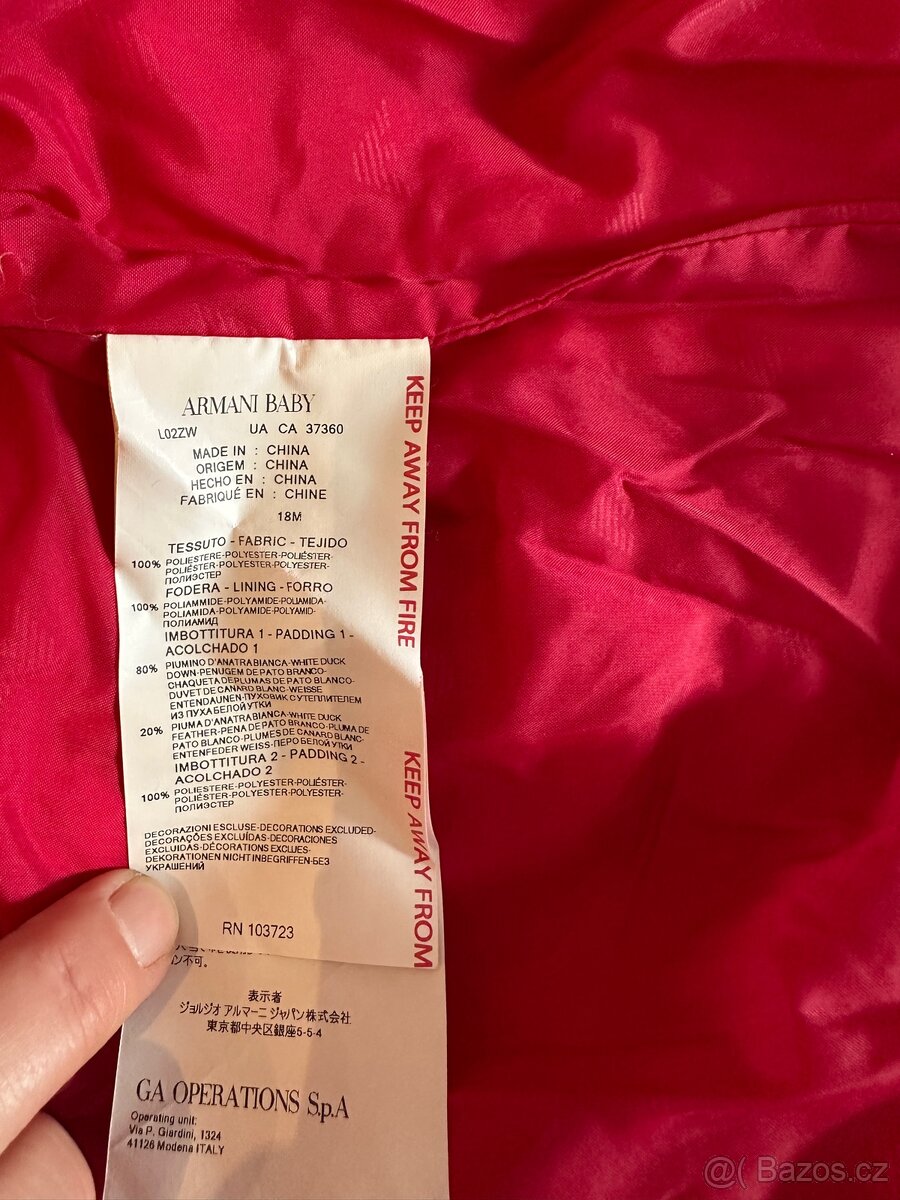 ARMANI BABY
L02ZW UA CA 37360
MADE IN : CHINA
ORIGEM : CHINA
HECHO EN : CHINA
FABRIQUÉ EN : CHINE
18M
TESSUTO - FABRIC - TEJIDO
100% POLIESTERE-POLYESTER-POLIÉSTER-
POLIÉSTER-POLYESTER-POLYESTER-
ПОЛИЭСТЕР
FODERA - LINING - FORRO
100% POLIAMMIDE-POLYAMIDE-POLIAMIDA-
POLIAMIDA-POLYAMIDE-POLYAMID-
ПОЛИАМИД
IMBOTTITURA 1 - PADDING 1 -
ACOLCHADO 1
80% PIUMINO D'ANATRA BIANCA-WHITE DUCK
DOWN-PENUGEM DE PATO BRANCO-
CHAQUETA DE PLUMAS DE PATO BLANCO-
DUVET DE CANARD BLANC-WEISSE
ENTENDAUNEN-ПУХОВИК С УТЕПЛИТЕЛЕМ
ИЗ ПУХА БЕЛОЙ УТКИ
20% PIUMA D'ANATRA BIANCA-WHITE DUCK
FEATHER-PENA DE PATO BRANCO-PLUMA DE
PATO BLANCO-PLUMES DE CANARD BLANC-
ENTENFEDER WEISS-ПЕРО БЕЛОЙ УТКИ
IMBOTTITURA 2 - PADDING 2 -
ACOLCHADO 2
100% POLIESTERE-POLYESTER-POLIÉSTER-
POLIÉSTER-POLYESTER-POLYESTER-
ПОЛИЭСТЕР
DECORAZIONI ESCLUSE-DECORATIONS EXCLUDED-
DECORAÇÕES EXCLUÍDAS-DECORACIONES
EXCLUIDAS-DÉCORATIONS EXCLUES-
DEKORATIONEN NICHT INBEGRIFFEN-БЕЗ
УКРАШЕНИЙ
RN 103723
KEEP AWAY FROM FIRE
KEEP AWAY FROM
ン不可。
表示者
ジョルジオ アルマーニ ジャパン株式会社
東京都中央区銀座5-5-4
GA OPERATIONS S.p.A
Operating unit:
Via P. Giardini, 1324
41126 Modena ITALY
@( Bazos.cz